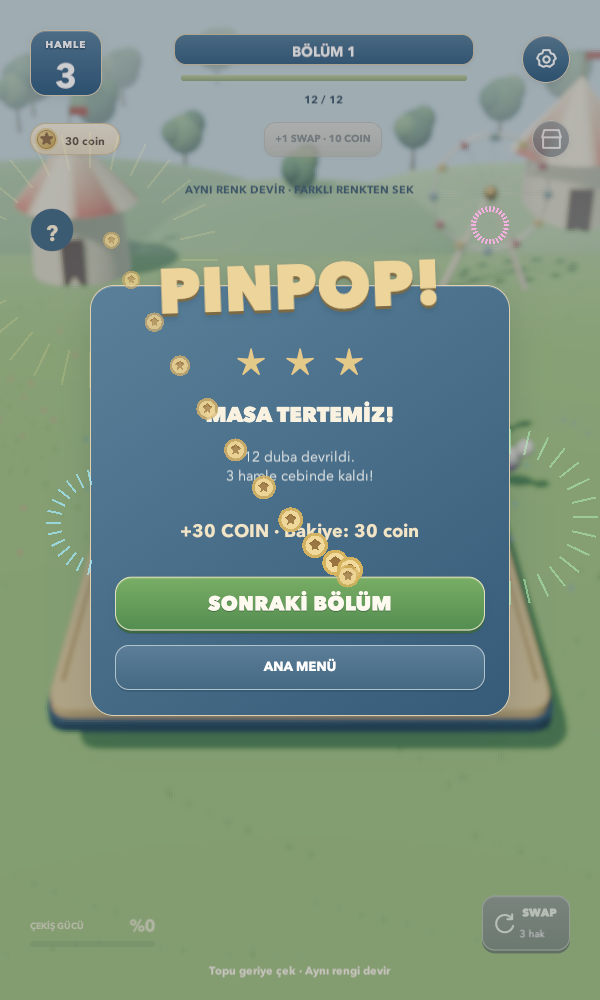 HAMLE
3
BÖLÜM 1
12 / 12
30 coin
+1 SWAP · 10 COIN
AYNI RENK DEVİR · FARKLI RENKTEN SEK
?
PINPOP!
MASA TERTEMİZ!
12 duba devrildi.
3 hamle cebinde kaldı!
+30 COIN · Bakiye: 30 coin
SONRAKİ BÖLÜM
ANA MENÜ
ÇEKİŞ GÜCÜ
%0
SWAP
3 hak
Topu geriye çek · Aynı rengi devir